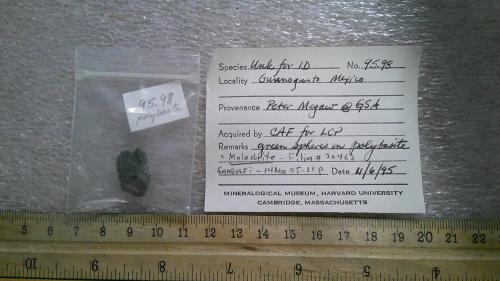 95.98
polybasite
Species Unk for ID No. 95.98
Locality Guanajuato Mexico
Provenance Peter Megaw @ GSA
Acquired by CAF for LCP
Remarks green spheres on polybasite
= Malachite - Film # 20463
GANDOLFI - Date 11/6/95
MINERALOGICAL MUSEUM, HARVARD UNIVERSITY
CAMBRIDGE, MASSACHUSETTS
5 6 7 8 9 10 11 12 13 14 15 16 17 18 19 20 21 22
10 9 8 7 6 5 4